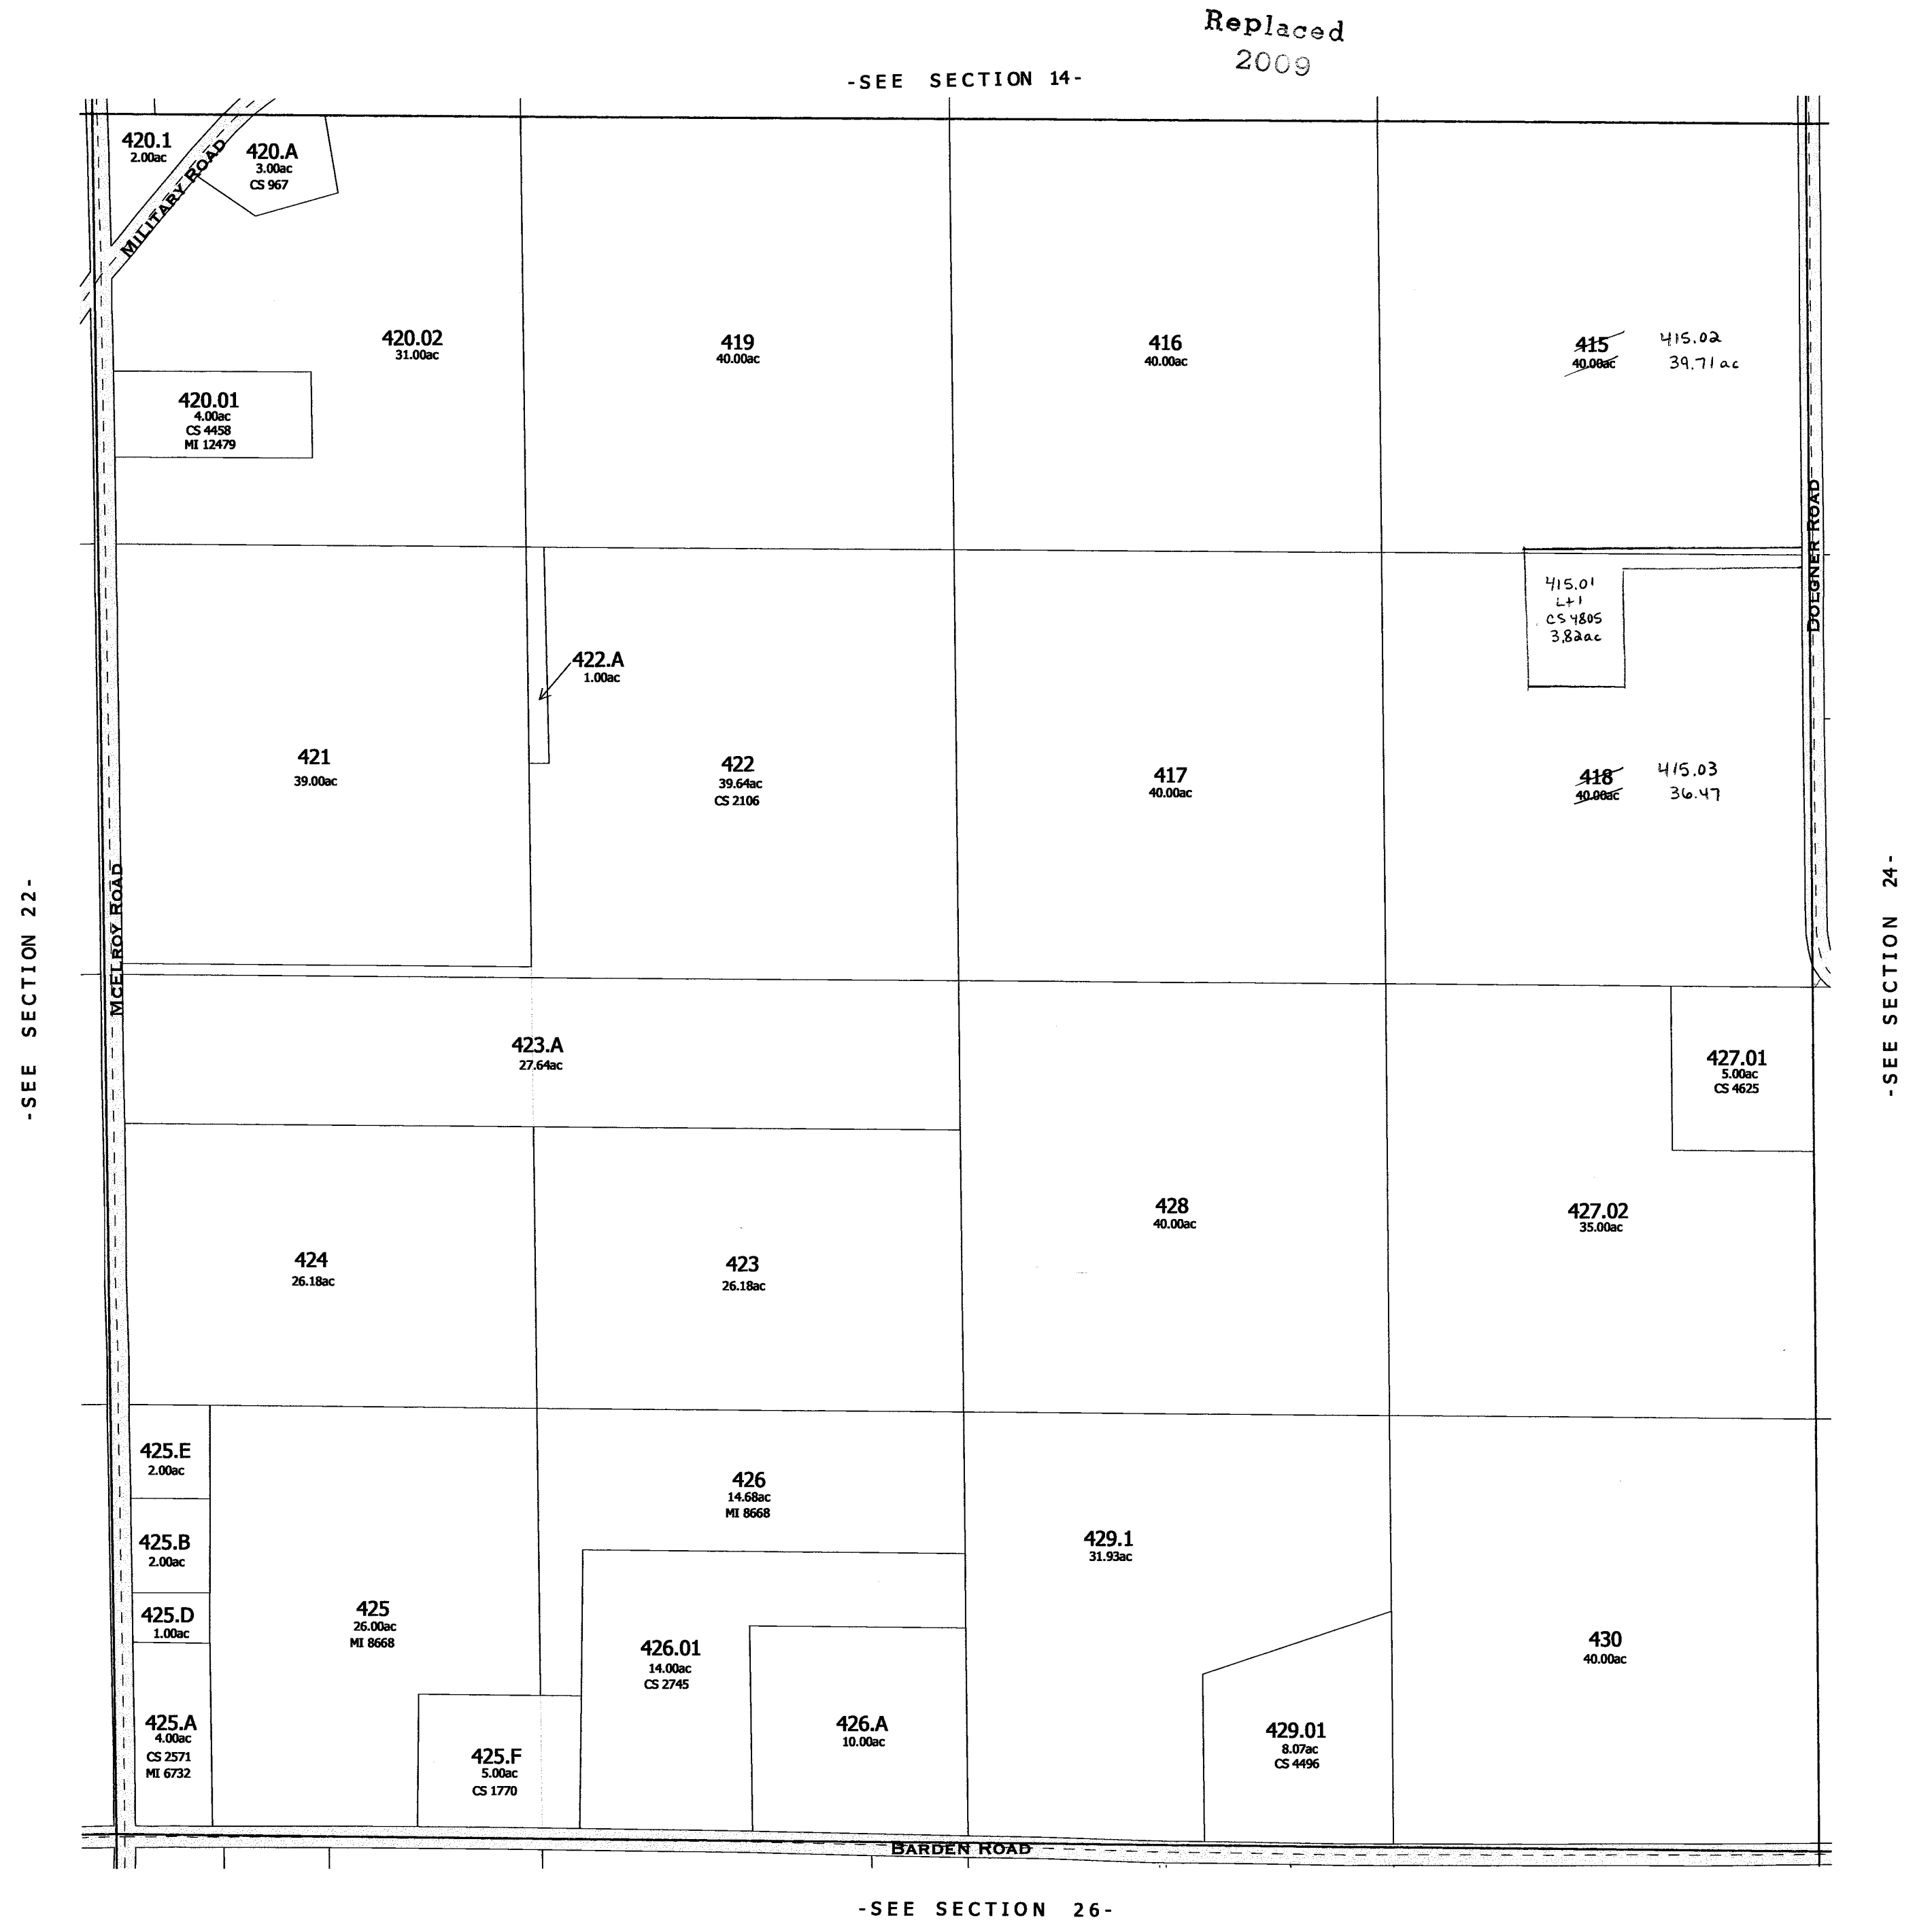 Replaced
2009
-SEE SECTION 14-
420.1
2.00ac
420.A
3.00ac
CS 967
MILITARY ROAD
420.02
31.00ac
419
40.00ac
416
40.00ac
415
40.00ac
415.02
39.71ac
420.01
4.00ac
CS 4458
MI 12479
DOLGNER ROAD
415.01
Lt 1
CS 4805
3.82ac
422.A
1.00ac
421
39.00ac
422
39.64ac
CS 2106
417
40.00ac
418
40.00ac
415.03
36.47
-SEE SECTION 22-
MCELROY ROAD
-SEE SECTION 24-
423.A
27.64ac
427.01
5.00ac
CS 4625
428
40.00ac
427.02
35.00ac
424
26.18ac
423
26.18ac
425.E
2.00ac
426
14.68ac
MI 8668
425.B
2.00ac
429.1
31.93ac
425.D
1.00ac
425
26.00ac
MI 8668
426.01
14.00ac
CS 2745
430
40.00ac
425.A
4.00ac
CS 2571
MI 6732
425.F
5.00ac
CS 1770
426.A
10.00ac
429.01
8.07ac
CS 4496
BARDEN ROAD
-SEE SECTION 26-